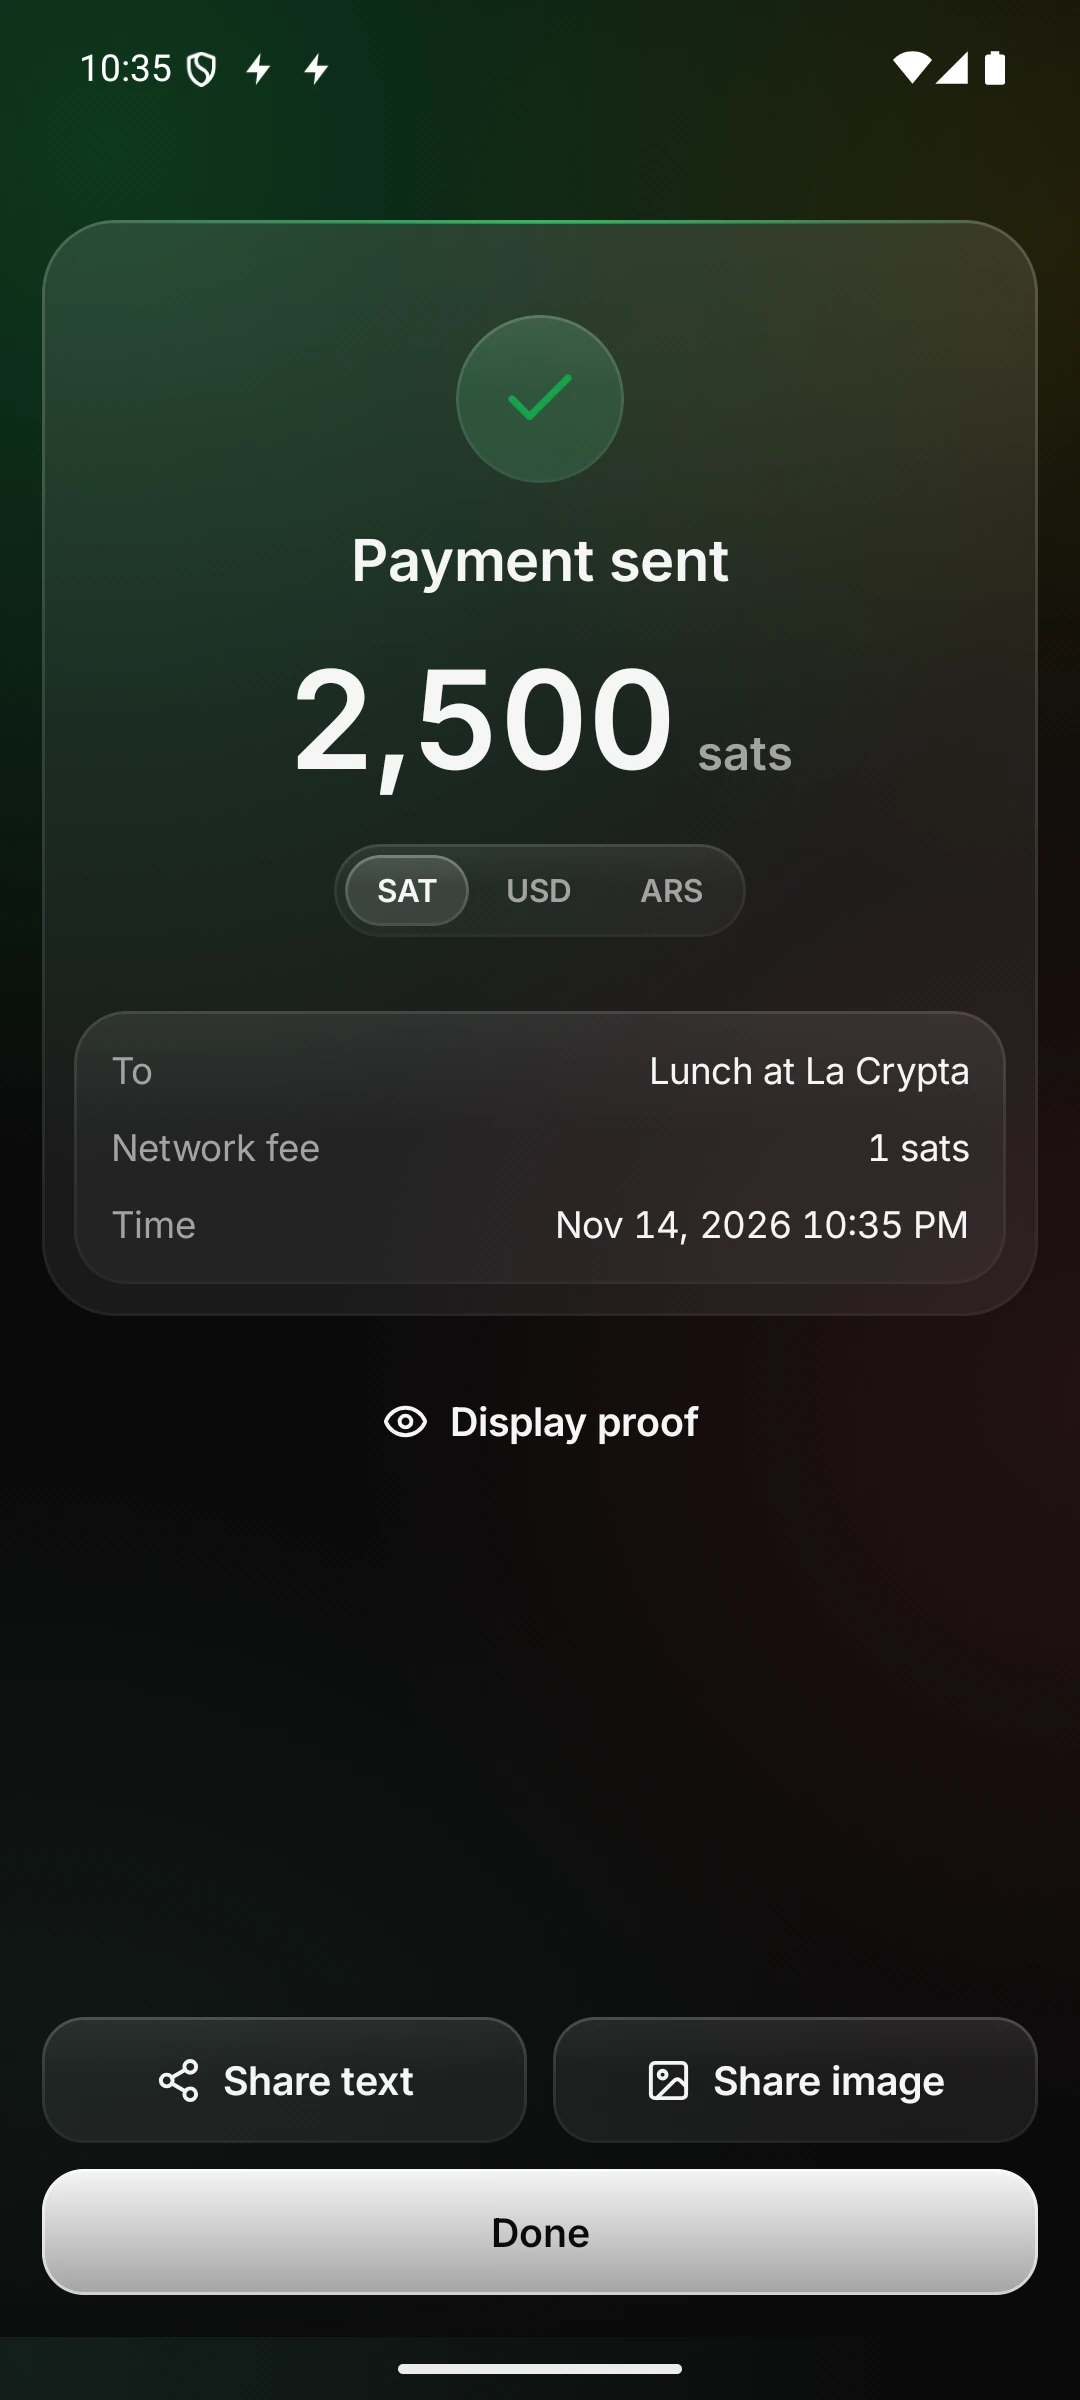 10:35
Payment sent
2,500 sats
SAT USD ARS
To Lunch at La Crypta
Network fee 1 sats
Time Nov 14, 2026 10:35 PM
Display proof
Share text Share image
Done